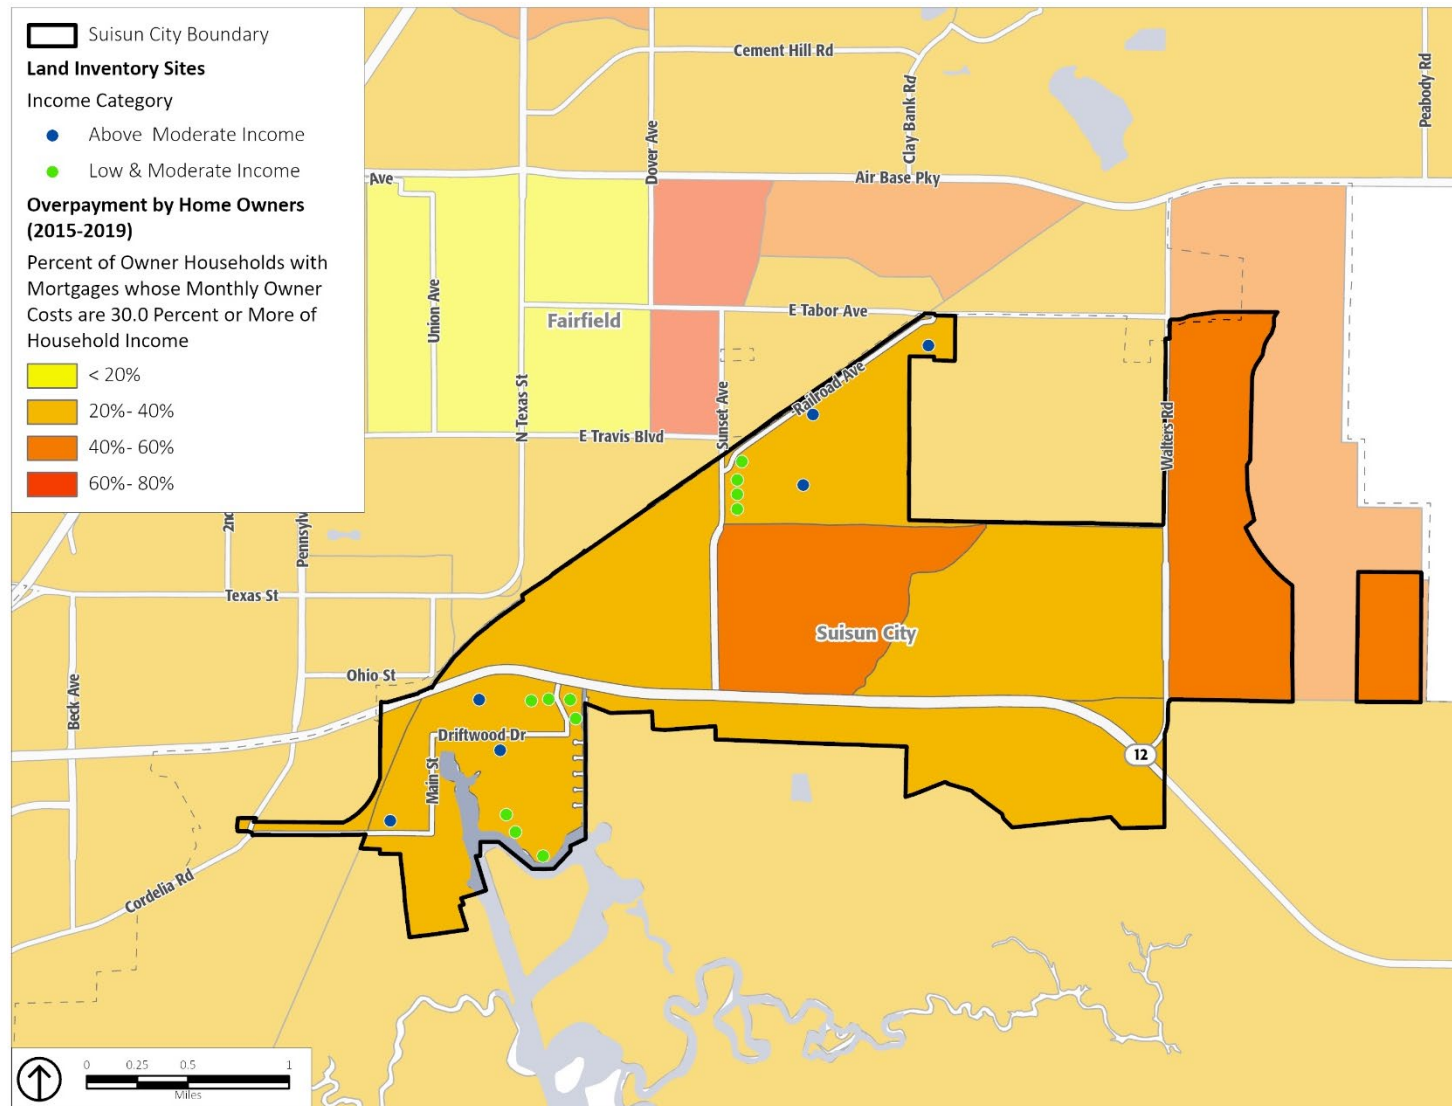 Suisun City Boundary
Land Inventory Sites
Income Category
Above Moderate Income
Low & Moderate Income
Overpayment by Home Owners
(2015-2019)
Percent of Owner Households with
Mortgages whose Monthly Owner
Costs are 30.0 Percent or More of
Household Income
< 20%
20%- 40%
40%- 60%
60%- 80%
Cement Hill Rd
Clay Bank Rd
Peabody Rd
Dover Ave
Ave
Air Base Pky
Union Ave
N Texas St
Fairfield
E Tabor Ave
Railroad Ave
Sunset Ave
E Travis Blvd
Walters Rd
2nd
Pennsylv
Texas St
Suisun City
Ohio St
Beck Ave
Driftwood Dr
Main St
12
Cordelia Rd
0 0.25 0.5 1
Miles